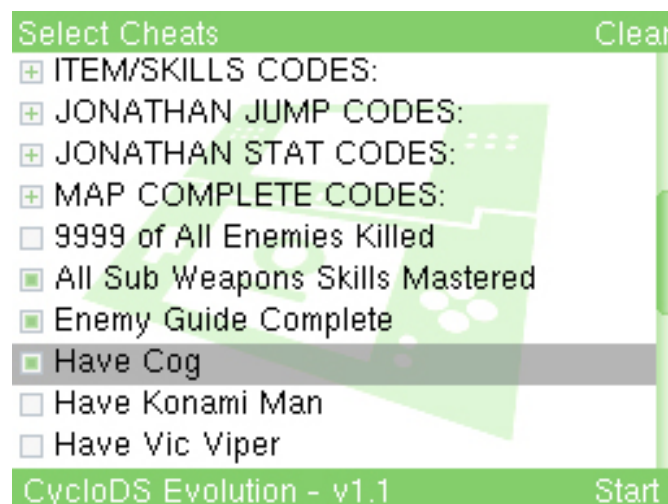 Select Cheats Clear
ITEM/SKILLS CODES:
JONATHAN JUMP CODES:
JONATHAN STAT CODES:
MAP COMPLETE CODES:
9999 of All Enemies Killed
All Sub Weapons Skills Mastered
Enemy Guide Complete
Have Cog
Have Konami Man
Have Vic Viper
CycloDS Evolution - v1.1 Start